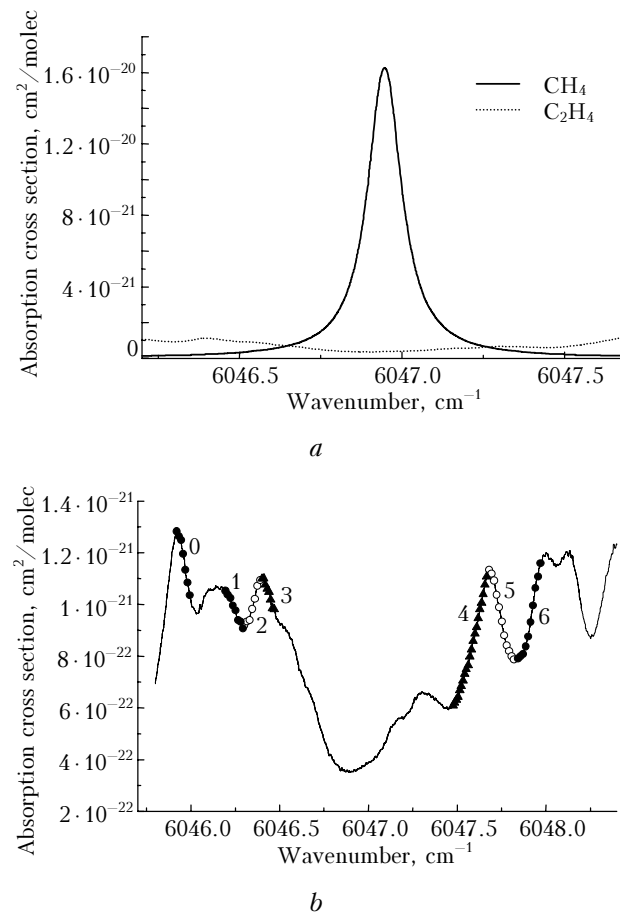 1.6·10⁻²⁰
1.2·10⁻²⁰
8·10⁻²¹
4·10⁻²¹
0
Absorption cross section, cm²/molec
CH₄
C₂H₄
6046.5 6047.0 6047.5
Wavenumber, cm⁻¹
a
1.4·10⁻²¹
1.2·10⁻²¹
1·10⁻²¹
8·10⁻²²
6·10⁻²²
4·10⁻²²
2·10⁻²²
Absorption cross section, cm²/molec
0
1
2
3
4
5
6
6046.0 6046.5 6047.0 6047.5 6048.0
Wavenumber, cm⁻¹
b